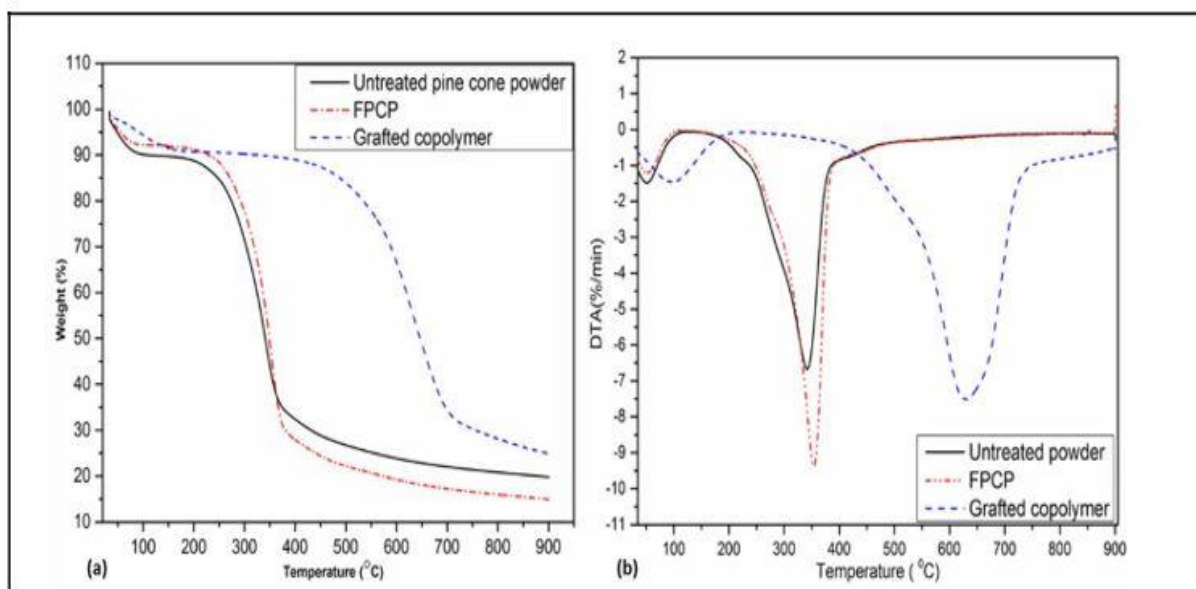 110
100
90
80
70
60
50
40
30
20
10
Weight (%)
Untreated pine cone powder
FPCP
Grafted copolymer
100 200 300 400 500 600 700 800 900
Temperature (°C)
(a)
2
1
0
-1
-2
-3
-4
-5
-6
-7
-8
-9
-10
-11
DTA(%/min)
Untreated powder
FPCP
Grafted copolymer
100 200 300 400 500 600 700 800 900
Temperature ( °C)
(b)